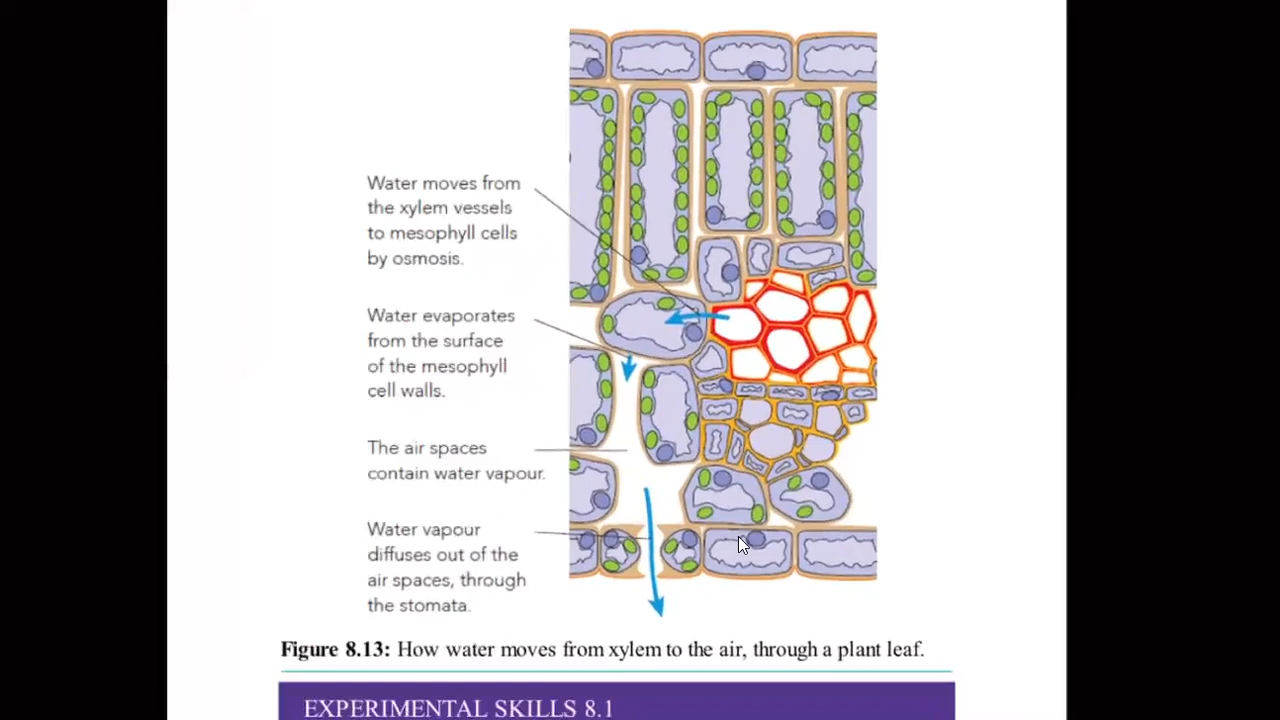 Water moves from
the xylem vessels
to mesophyll cells
by osmosis.
Water evaporates
from the surface
of the mesophyll
cell walls.
The air spaces
contain water vapour.
Water vapour
diffuses out of the
air spaces, through
the stomata.
Figure 8.13: How water moves from xylem to the air, through a plant leaf.
EXPERIMENTAL SKILLS 8.1